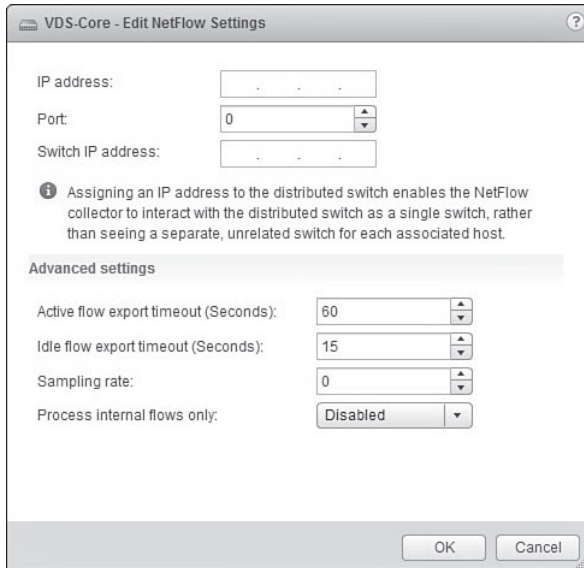 VDS-Core - Edit NetFlow Settings ?
IP address: . . .
Port: 0
Switch IP address: . . .
Assigning an IP address to the distributed switch enables the NetFlow
collector to interact with the distributed switch as a single switch, rather
than seeing a separate, unrelated switch for each associated host.
Advanced settings
Active flow export timeout (Seconds): 60
Idle flow export timeout (Seconds): 15
Sampling rate: 0
Process internal flows only: Disabled
OK Cancel